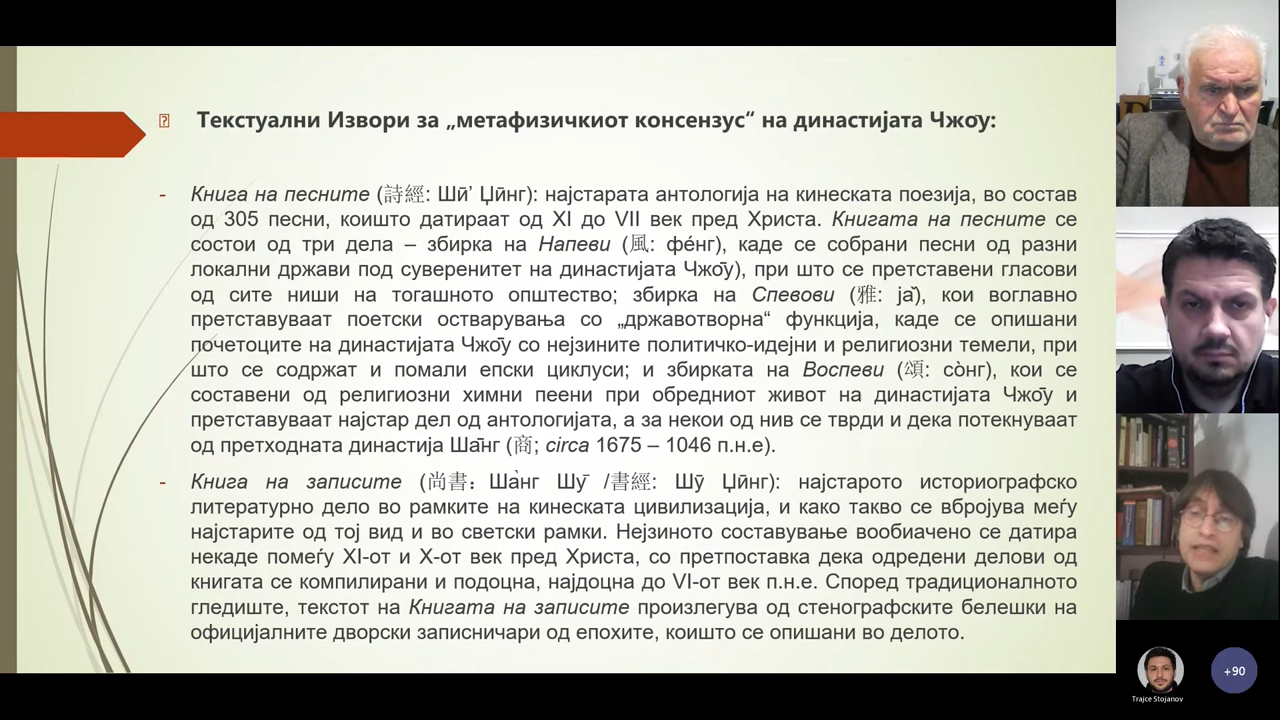 Текстуални Извори за „метафизичкиот консензус“ на династијата Чжо̄у:
- Книга на песните (詩經: Шӣ’ Џӣнг): најстарата антологија на кинеската поезија, во состав
од 305 песни, коишто датираат од XI до VII век пред Христа. Книгата на песните се
состои од три дела – збирка на Напеви (風: фе́нг), каде се собрани песни од разни
локални држави под суверенитет на династијата Чжо̄у), при што се претставени гласови
од сите ниши на тогашното општество; збирка на Спевови (雅: ја̌), кои воглавно
претставуваат поетски остварувања со „државотворна“ функција, каде се опишани
почетоците на династијата Чжо̄у со нејзините политичко-идејни и религиозни темели, при
што се содржат и помали епски циклуси; и збирката на Воспеви (頌: со̀нг), кои се
составени од религиозни химни пеени при обредниот живот на династијата Чжо̄у и
претставуваат најстар дел од антологијата, а за некои од нив се тврди и дека потекнуваат
од претходната династија Ша̄нг (商; circa 1675 – 1046 п.н.е).
- Книга на записите (尚書: Ша̀нг Шӯ /書經: Шӯ Џӣнг): најстарото историографско
литературно дело во рамките на кинеската цивилизација, и како такво се вбројува меѓу
најстарите од тој вид и во светски рамки. Нејзиното составување вообиачено се датира
некаде помеѓу XI-от и X-от век пред Христа, со претпоставка дека одредени делови од
книгата се компилирани и подоцна, најдоцна до VI-от век п.н.е. Според традиционалното
гледиште, текстот на Книгата на записите произлегува од стенографските белешки на
официјалните дворски записничари од епохите, коишто се опишани во делото.
Trajce Stojanov
+90